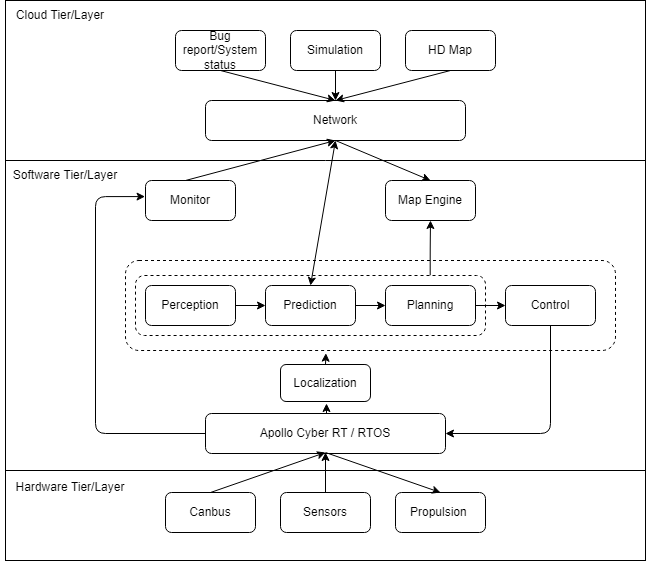 Cloud Tier/Layer
Bug
report/System
status
Simulation
HD Map
Network
Software Tier/Layer
Monitor
Map Engine
Perception
Prediction
Planning
Control
Localization
Apollo Cyber RT / RTOS
Hardware Tier/Layer
Canbus
Sensors
Propulsion